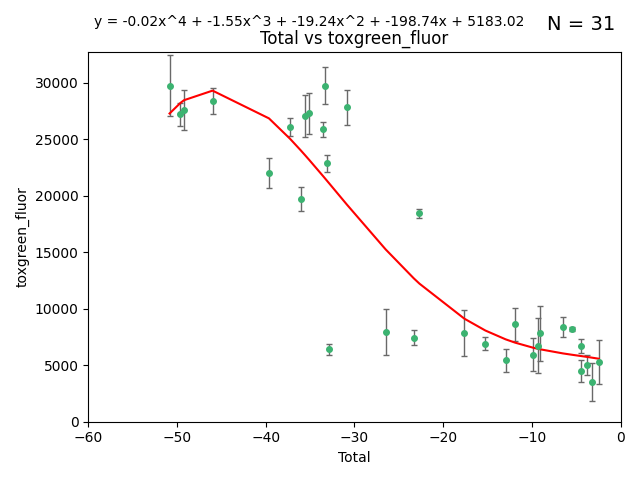 y = -0.02x^4 + -1.55x^3 + -19.24x^2 + -198.74x + 5183.02
N = 31
Total vs toxgreen_fluor
30000
25000
20000
15000
10000
5000
0
toxgreen_fluor
−60
−50
−40
−30
−20
−10
0
Total